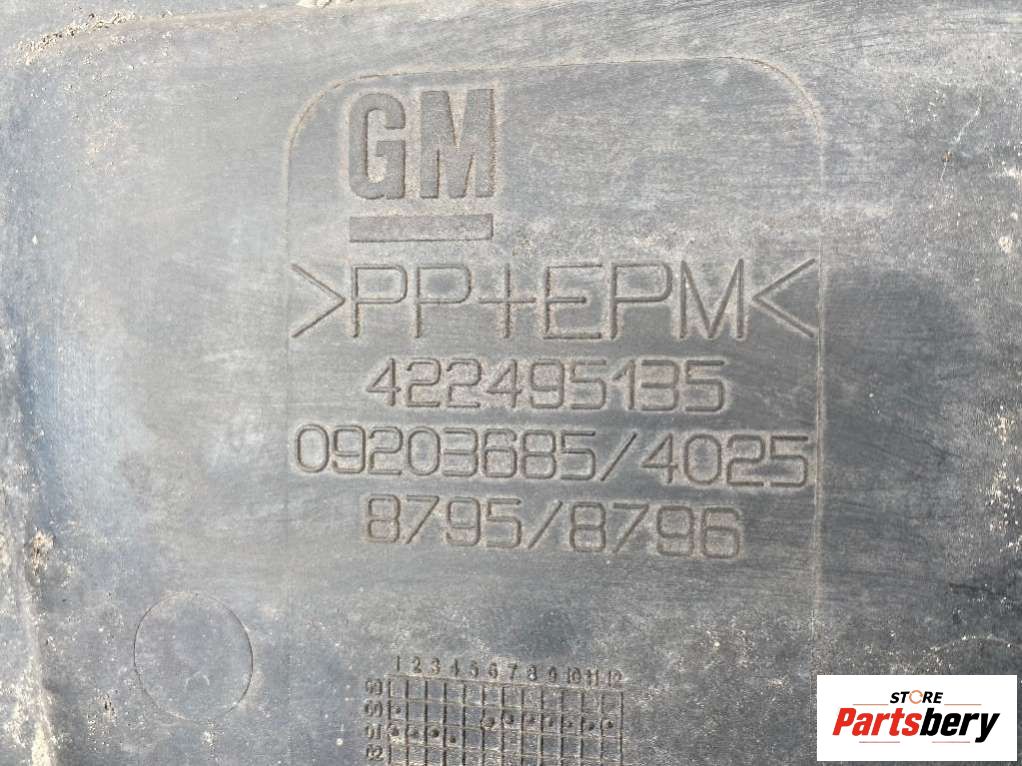 GM
>PP+EPM<
422495135
09203685/4025
8795/8796
1 2 3 4 5 6 7 8 9 10 11 12
STORE
Partsbery